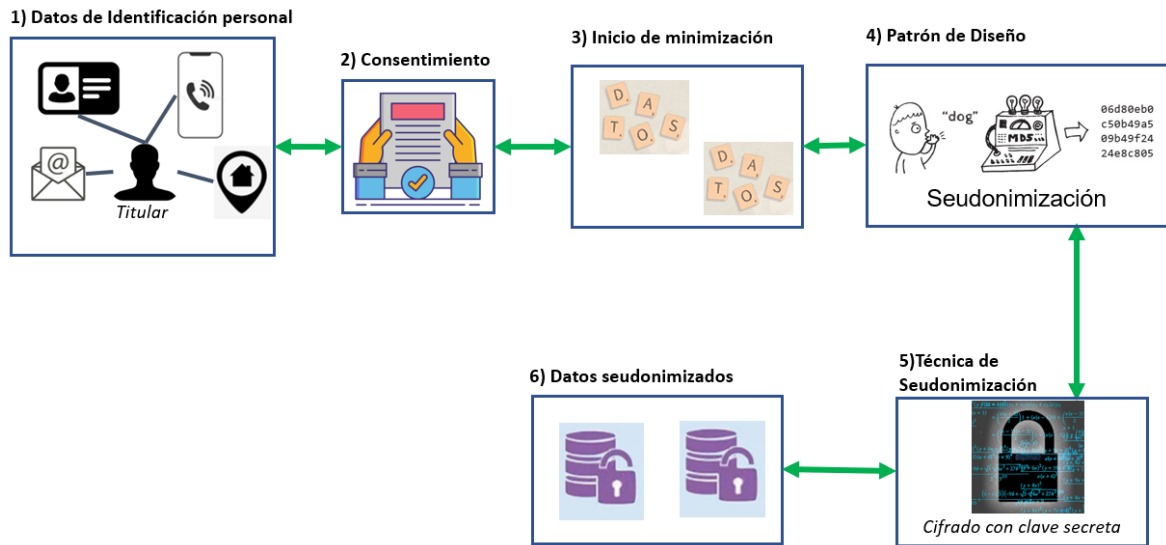 1) Datos de Identificación personal
2) Consentimiento
3) Inicio de minimización
4) Patrón de Diseño
@
Titular
D A
T O S
D A
T O S
"dog"
MD5
06d80eb0
c50b49a5
09b49f24
24e8c805
Seudonimización
5)Técnica de
Seudonimización
Cifrado con clave secreta
6) Datos seudonimizados